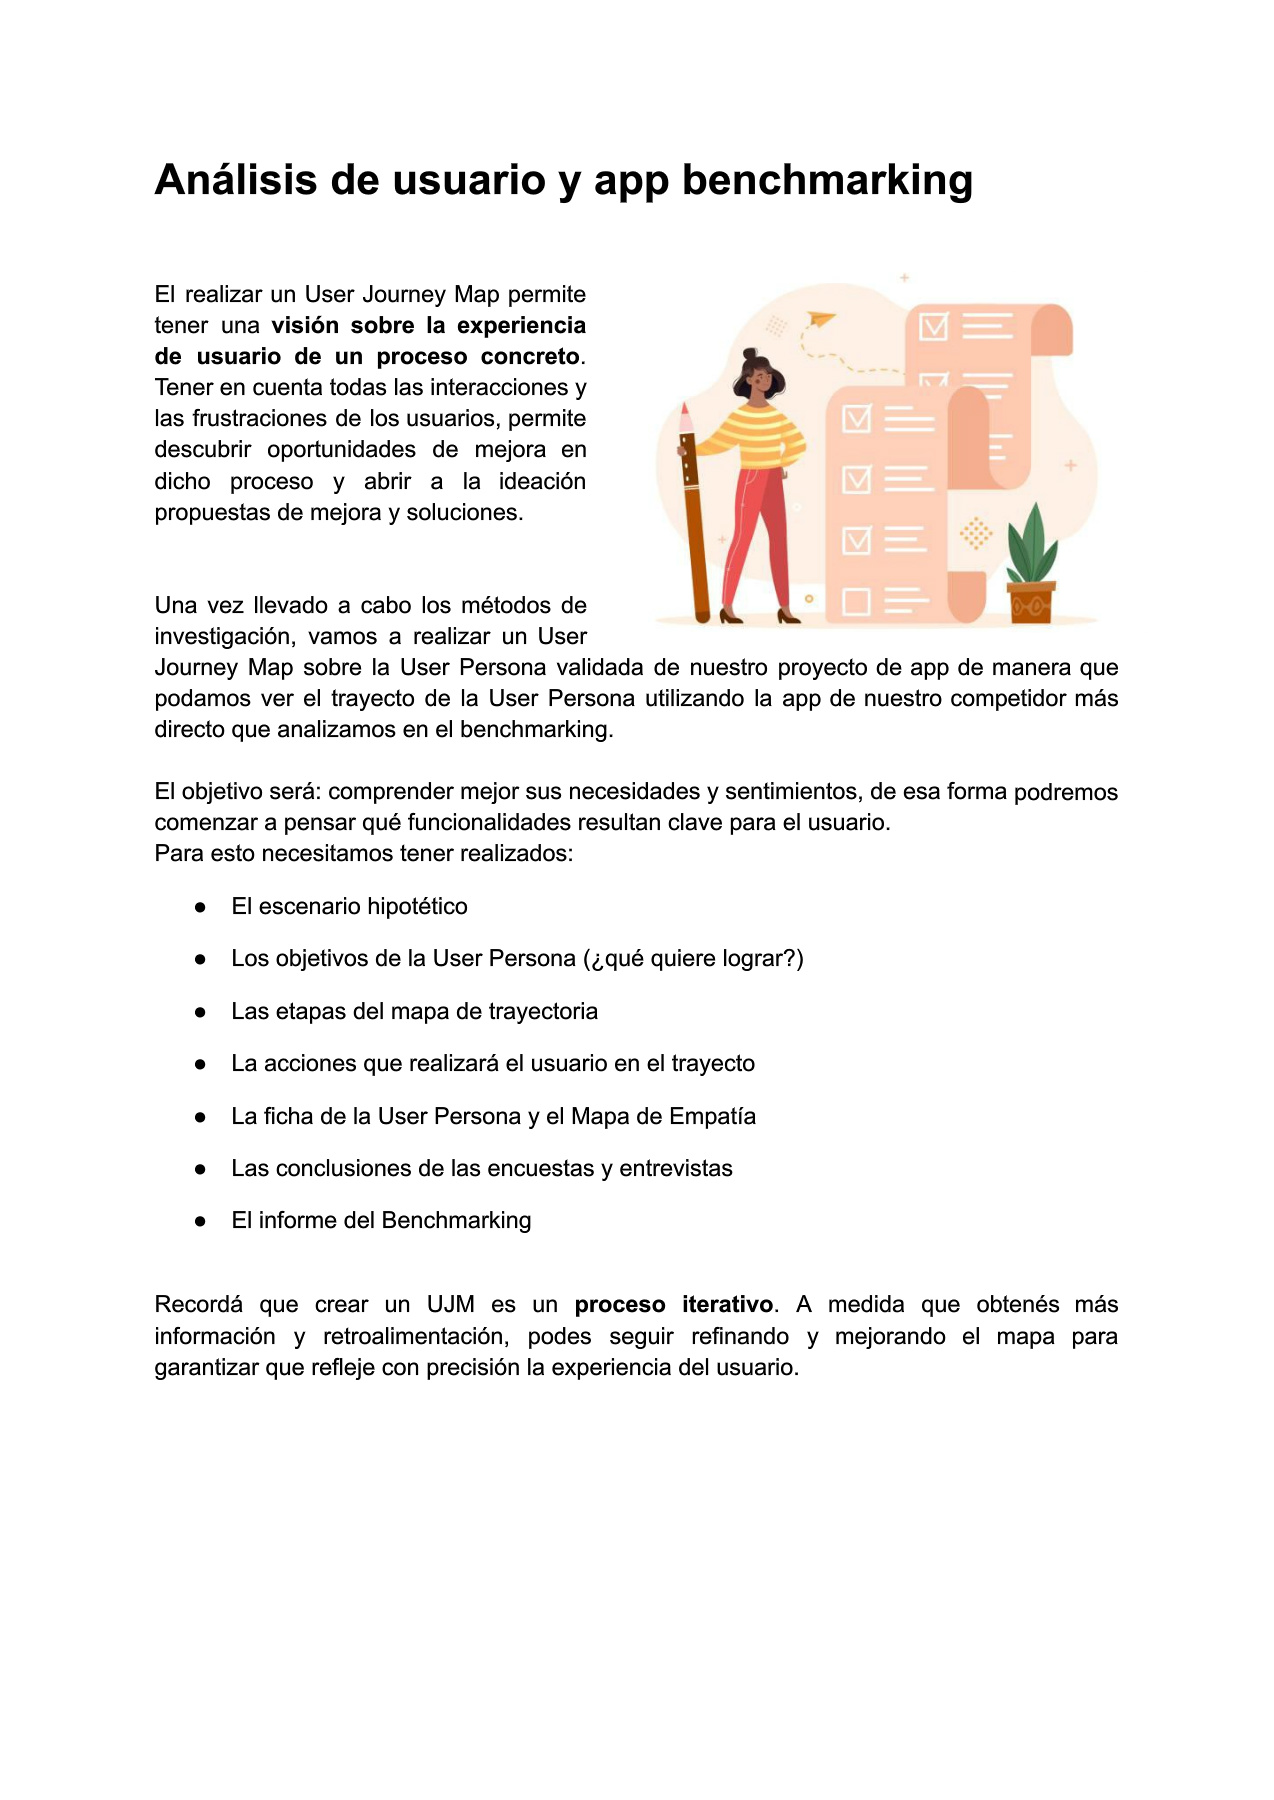 Análisis de usuario y app benchmarking
El realizar un User Journey Map permite
tener una visión sobre la experiencia
de usuario de un proceso concreto.
Tener en cuenta todas las interacciones y
las frustraciones de los usuarios, permite
descubrir oportunidades de mejora en
dicho proceso y abrir a la ideación
propuestas de mejora y soluciones.
Una vez llevado a cabo los métodos de
investigación, vamos a realizar un User
Journey Map sobre la User Persona validada de nuestro proyecto de app de manera que
podamos ver el trayecto de la User Persona utilizando la app de nuestro competidor más
directo que analizamos en el benchmarking.
El objetivo será: comprender mejor sus necesidades y sentimientos, de esa forma podremos
comenzar a pensar qué funcionalidades resultan clave para el usuario.
Para esto necesitamos tener realizados:
● El escenario hipotético
● Los objetivos de la User Persona (¿qué quiere lograr?)
● Las etapas del mapa de trayectoria
● La acciones que realizará el usuario en el trayecto
● La ficha de la User Persona y el Mapa de Empatía
● Las conclusiones de las encuestas y entrevistas
● El informe del Benchmarking
Recordá que crear un UJM es un proceso iterativo. A medida que obtenés más
información y retroalimentación, podes seguir refinando y mejorando el mapa para
garantizar que refleje con precisión la experiencia del usuario.